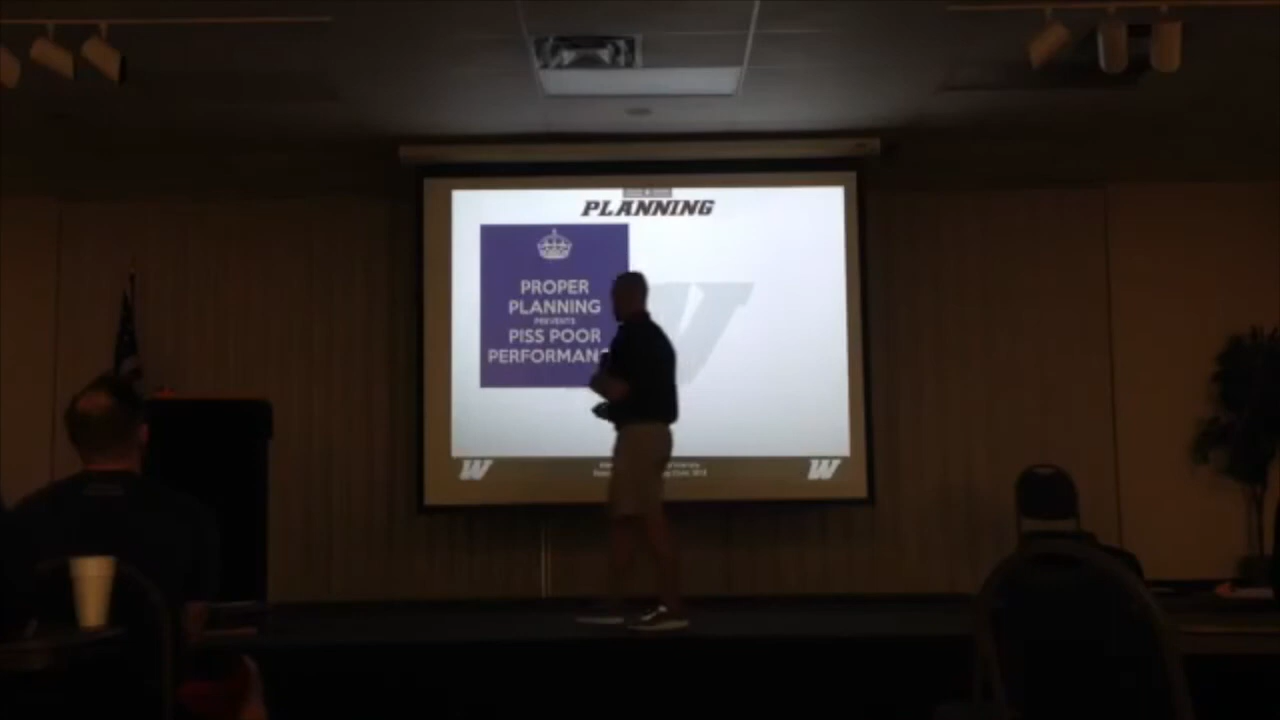 PLANNING
PROPER
PLANNING
PREVENTS
PISS POOR
PERFORMANC
W
W
W